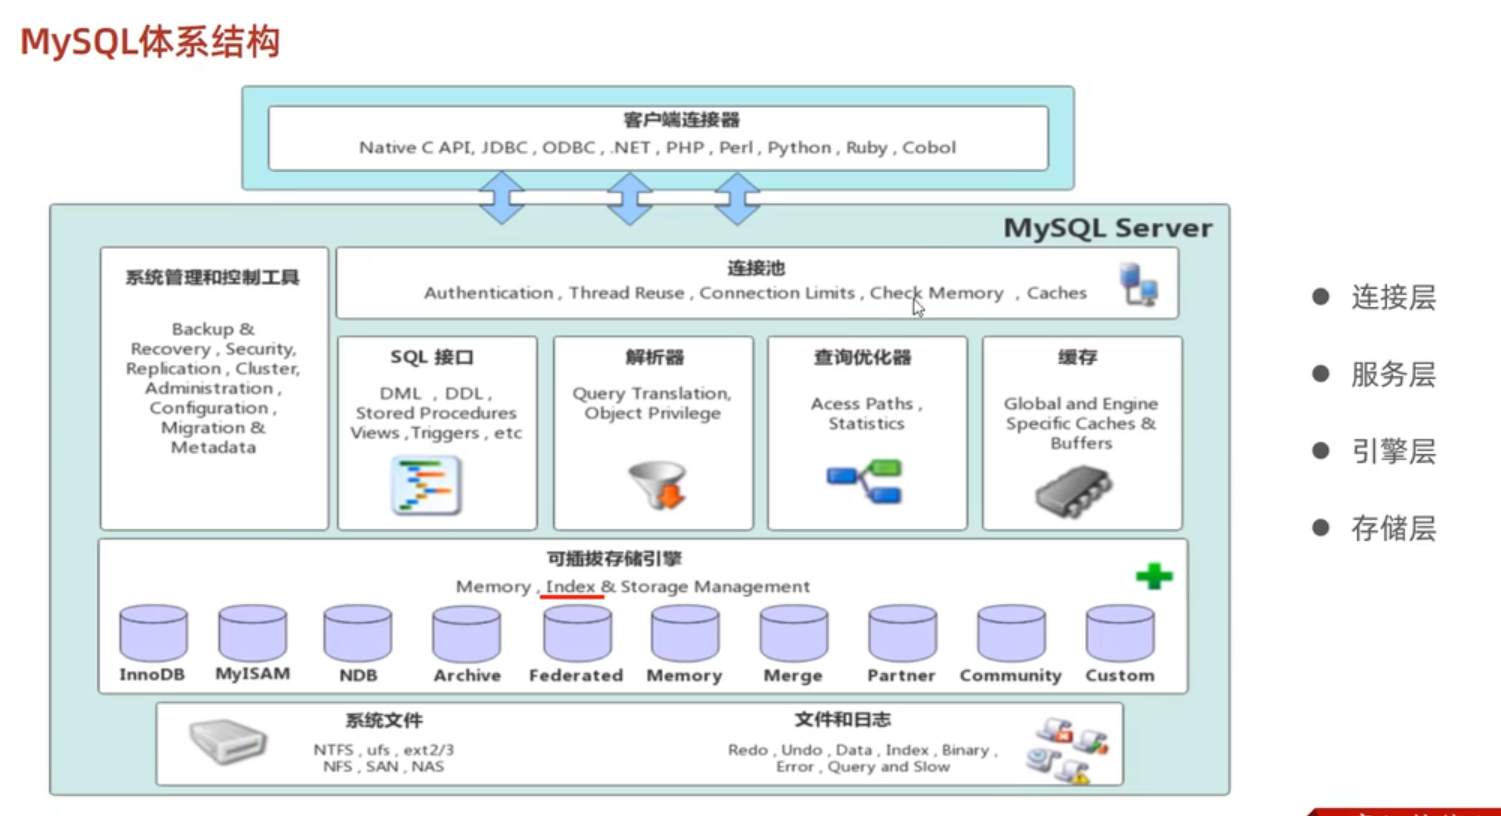 MySQL体系结构
客户端连接器
Native C API, JDBC , ODBC , .NET , PHP , Perl , Python , Ruby , Cobol
MySQL Server
系统管理和控制工具
Backup &
Recovery , Security,
Replication , Cluster,
Administration ,
Configuration ,
Migration &
Metadata
连接池
Authentication , Thread Reuse , Connection Limits , Check Memory , Caches
SQL 接口
DML , DDL ,
Stored Procedures
Views ,Triggers , etc
解析器
Query Translation,
Object Privilege
查询优化器
Acess Paths ,
Statistics
缓存
Global and Engine
Specific Caches &
Buffers
可插拔存储引擎
Memory , Index & Storage Management
InnoDB
MyISAM
NDB
Archive
Federated
Memory
Merge
Partner
Community
Custom
系统文件
NTFS , ufs , ext2/3
NFS , SAN , NAS
文件和日志
Redo , Undo , Data , Index , Binary ,
Error , Query and Slow
连接层
服务层
引擎层
存储层